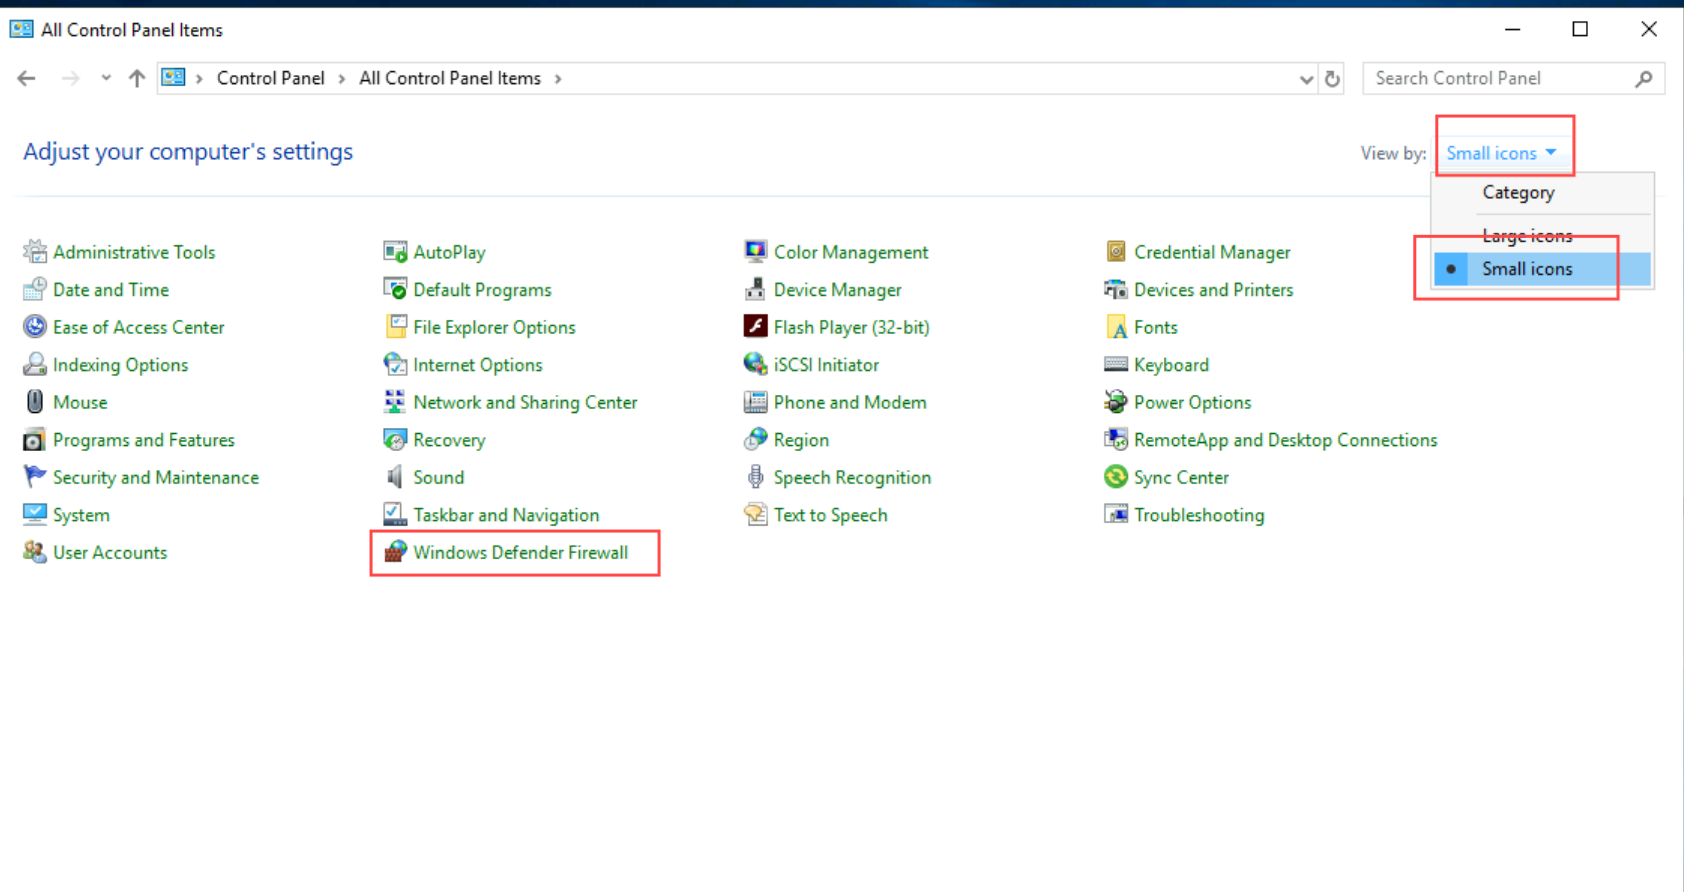 All Control Panel Items
Control Panel > All Control Panel Items >
Search Control Panel
Adjust your computer's settings
View by: Small icons
Category
Large icons
Small icons
Administrative Tools
AutoPlay
Color Management
Credential Manager
Date and Time
Default Programs
Device Manager
Devices and Printers
Ease of Access Center
File Explorer Options
Flash Player (32-bit)
Fonts
Indexing Options
Internet Options
iSCSI Initiator
Keyboard
Mouse
Network and Sharing Center
Phone and Modem
Power Options
Programs and Features
Recovery
Region
RemoteApp and Desktop Connections
Security and Maintenance
Sound
Speech Recognition
Sync Center
System
Taskbar and Navigation
Text to Speech
Troubleshooting
User Accounts
Windows Defender Firewall